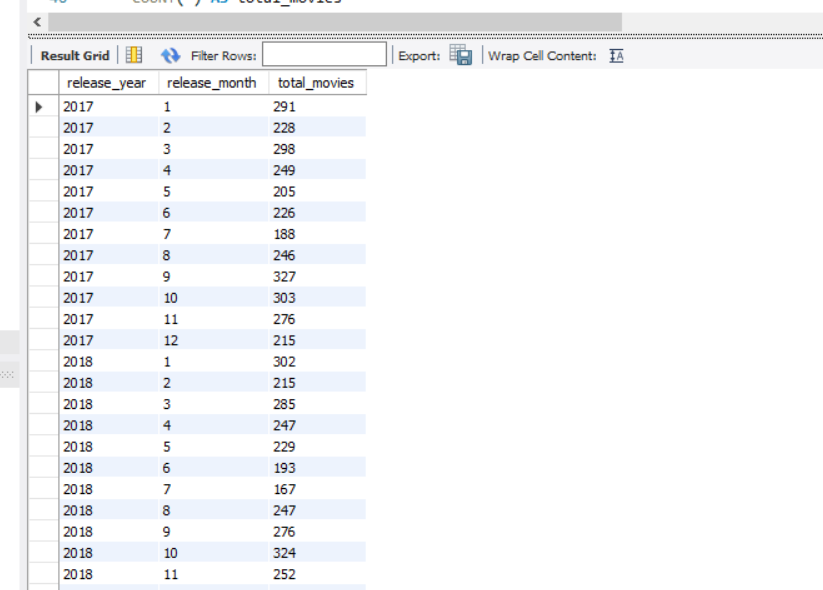 COUNT(*) AS total_movies
Result Grid Filter Rows: Export: Wrap Cell Content:
release_year release_month total_movies
2017 1 291
2017 2 228
2017 3 298
2017 4 249
2017 5 205
2017 6 226
2017 7 188
2017 8 246
2017 9 327
2017 10 303
2017 11 276
2017 12 215
2018 1 302
2018 2 215
2018 3 285
2018 4 247
2018 5 229
2018 6 193
2018 7 167
2018 8 247
2018 9 276
2018 10 324
2018 11 252